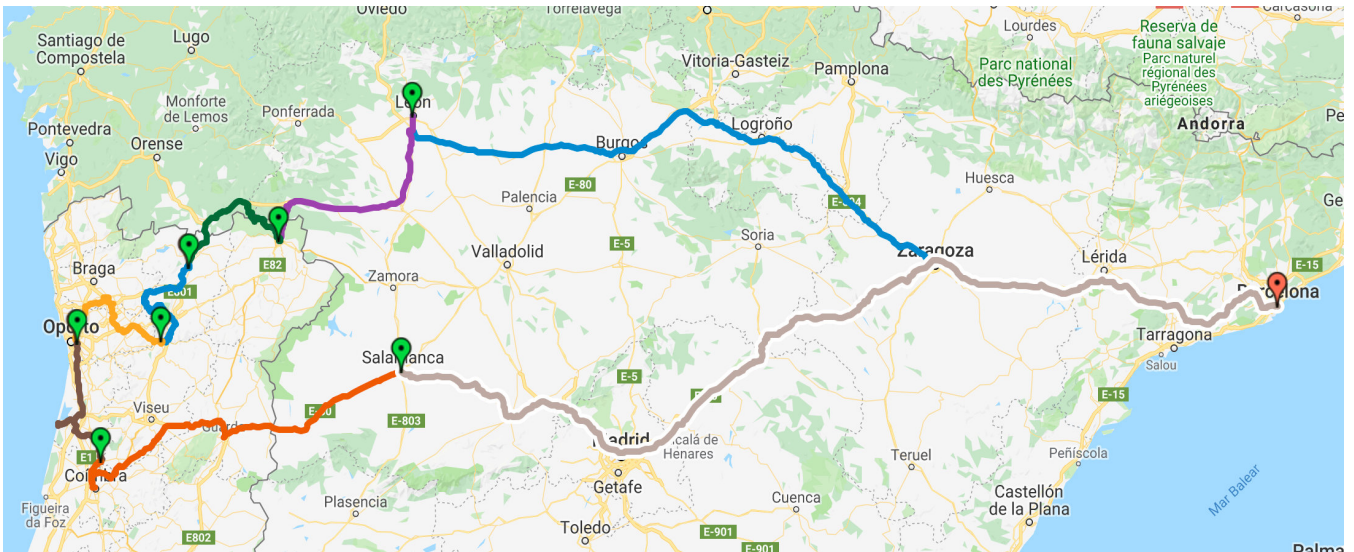 Oviedo
Torrelavega
Carcasona
Santiago de
Compostela
Lugo
Lourdes
Reserva de
fauna salvaje
Parc naturel
régional des
Pyrénées
ariégeoises
Parc national
des Pyrénées
Vitoria-Gasteiz
Pamplona
Monforte
de Lemos
Ponferrada
León
Andorra
Pontevedra
Logroño
Burgos
Orense
Vigo
Huesca
E-80
Palencia
E-5
Soria
Valladolid
Zaragoza
Lérida
E-15
Braga
E82
Zamora
E801
Barcelona
Oporto
Tarragona
Salou
Salamanca
E-5
E-15
Viseu
E-80
E-803
Guarda
Madrid
Alcalá de
Henares
E1
Coimbra
Teruel
Peñíscola
Getafe
Figueira
da Foz
Plasencia
Cuenca
Castellón
de la Plana
Mar Balear
Toledo
E-901
E802
E-901
Palma